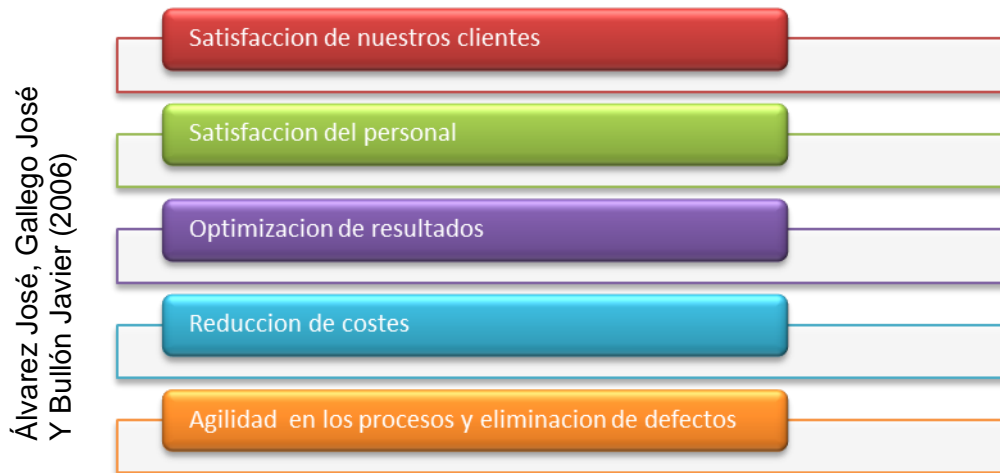 Álvarez José, Gallego José
Y Bullón Javier (2006)
Satisfaccion de nuestros clientes
Satisfaccion del personal
Optimizacion de resultados
Reduccion de costes
Agilidad en los procesos y eliminacion de defectos